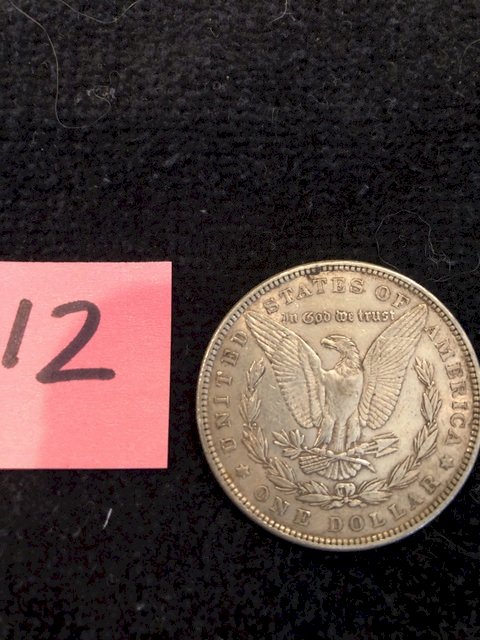 12
UNITED STATES OF AMERICA
In God we trust
ONE DOLLAR